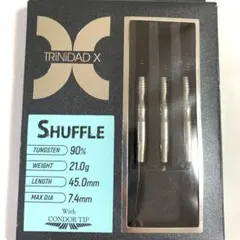 TRiNiDAD X
SHUFFLE
TUNGSTEN 90%
WEIGHT 21.0g
LENGTH 45.0mm
MAX DIA 7.4mm
With
CONDOR TIP